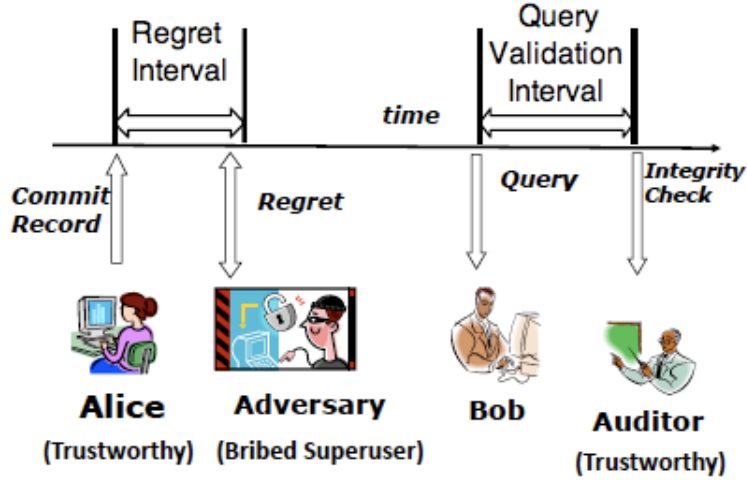 Regret
Interval
Query
Validation
Interval
time
Commit
Record
Regret
Query
Integrity
Check
Alice
(Trustworthy)
Adversary
(Bribed Superuser)
Bob
Auditor
(Trustworthy)